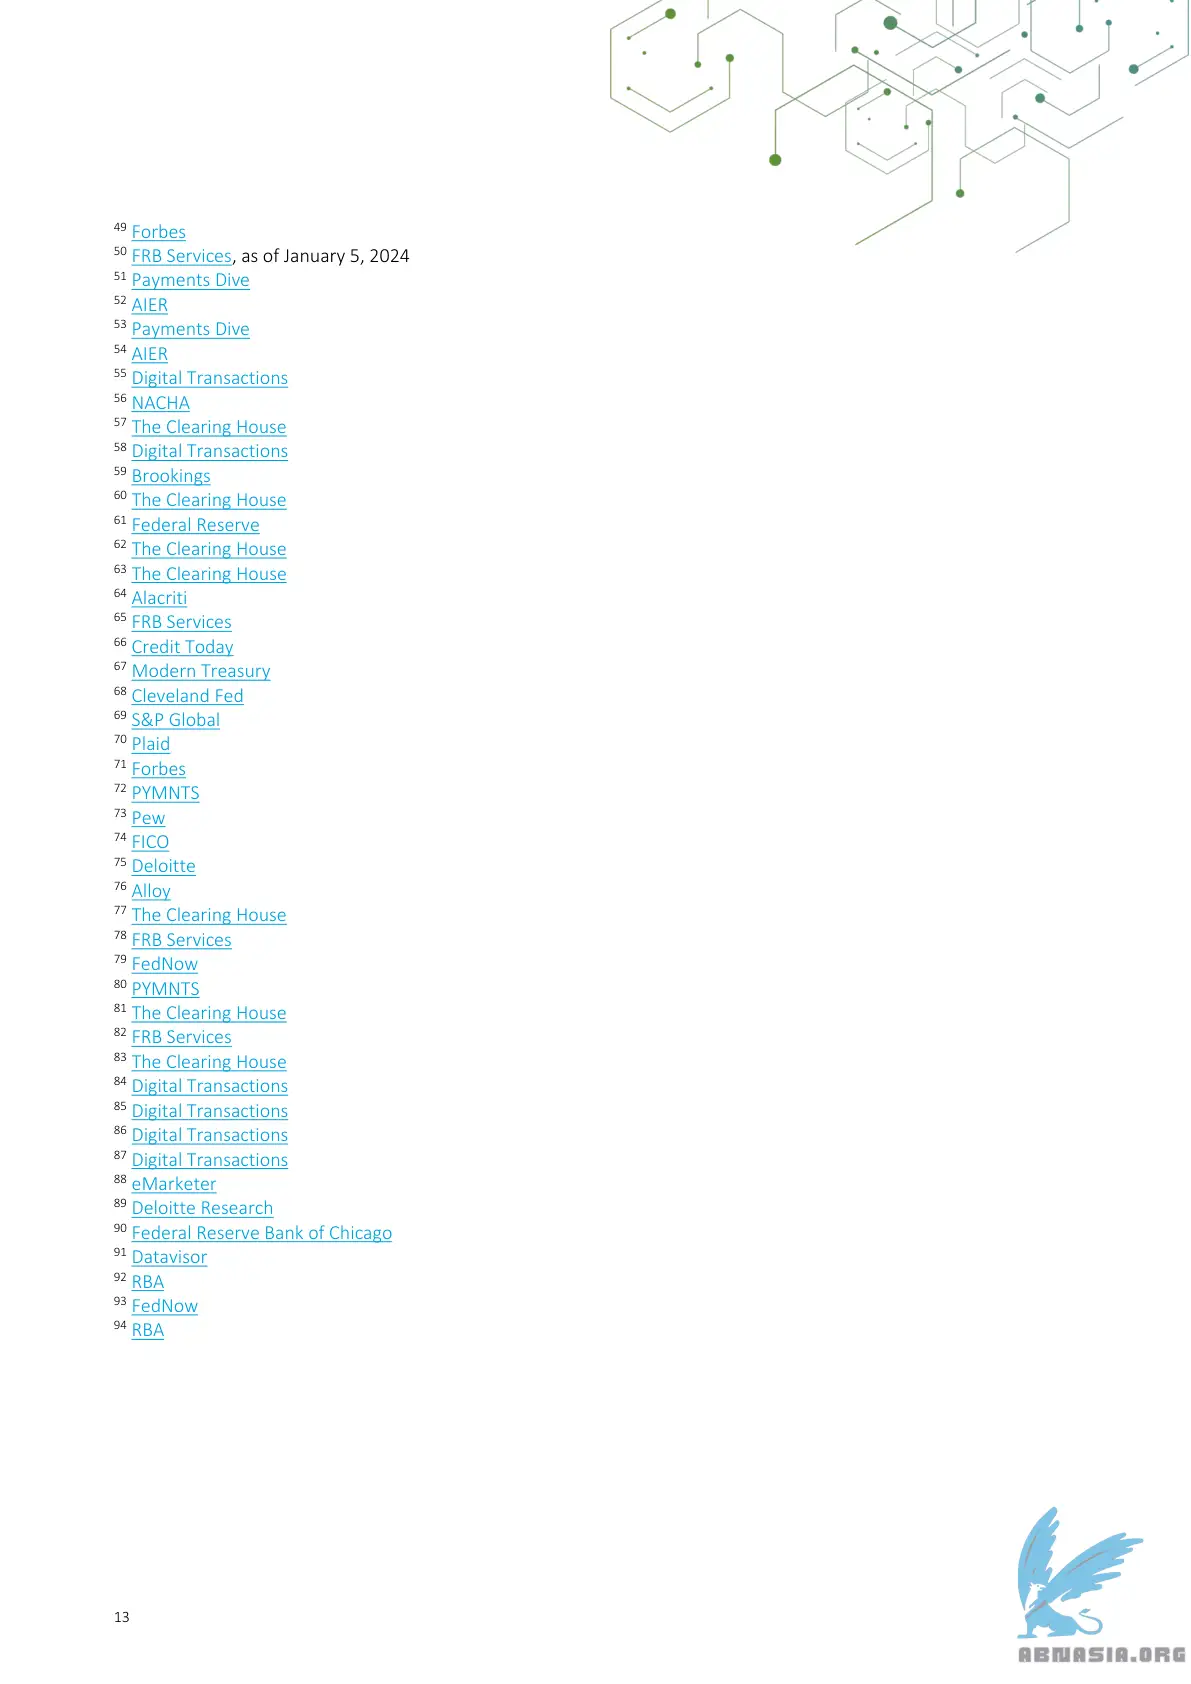 49 Forbes
50 FRB Services, as of January 5, 2024
51 Payments Dive
52 AIER
53 Payments Dive
54 AIER
55 Digital Transactions
56 NACHA
57 The Clearing House
58 Digital Transactions
59 Brookings
60 The Clearing House
61 Federal Reserve
62 The Clearing House
63 The Clearing House
64 Alacriti
65 FRB Services
66 Credit Today
67 Modern Treasury
68 Cleveland Fed
69 S&P Global
70 Plaid
71 Forbes
72 PYMNTS
73 Pew
74 FICO
75 Deloitte
76 Alloy
77 The Clearing House
78 FRB Services
79 FedNow
80 PYMNTS
81 The Clearing House
82 FRB Services
83 The Clearing House
84 Digital Transactions
85 Digital Transactions
86 Digital Transactions
87 Digital Transactions
88 eMarketer
89 Deloitte Research
90 Federal Reserve Bank of Chicago
91 Datavisor
92 RBA
93 FedNow
94 RBA
13
ABNASIA.ORG